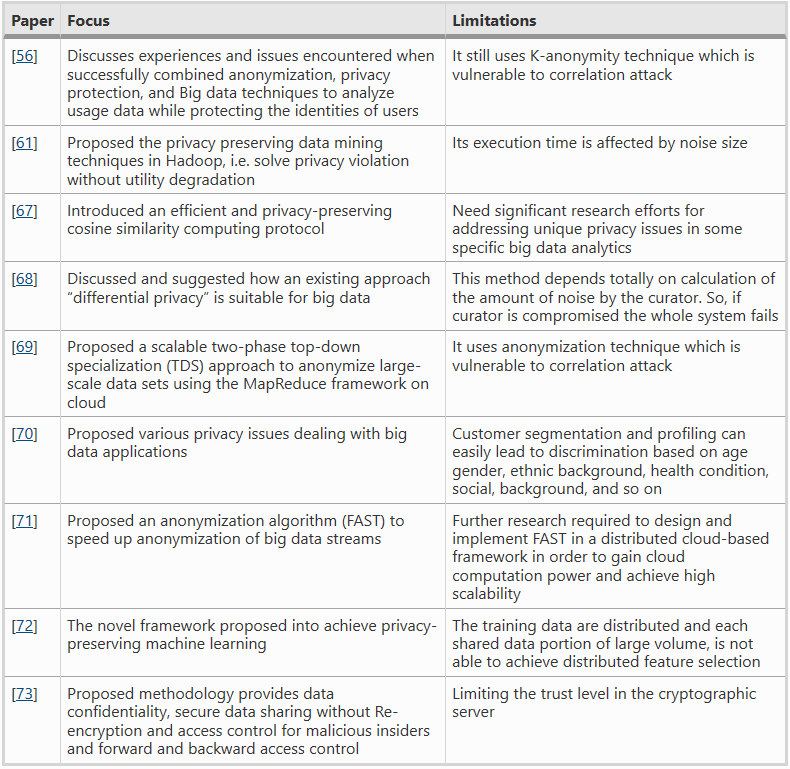 Paper Focus Limitations
[56] Discusses experiences and issues encountered when It still uses K-anonymity technique which is
successfully combined anonymization, privacy vulnerable to correlation attack
protection, and Big data techniques to analyze
usage data while protecting the identities of users
[61] Proposed the privacy preserving data mining Its execution time is affected by noise size
techniques in Hadoop, i.e. solve privacy violation
without utility degradation
[67] Introduced an efficient and privacy-preserving Need significant research efforts for
cosine similarity computing protocol addressing unique privacy issues in some
specific big data analytics
[68] Discussed and suggested how an existing approach This method depends totally on calculation of
“differential privacy” is suitable for big data the amount of noise by the curator. So, if
curator is compromised the whole system fails
[69] Proposed a scalable two-phase top-down It uses anonymization technique which is
specialization (TDS) approach to anonymize large- vulnerable to correlation attack
scale data sets using the MapReduce framework on
cloud
[70] Proposed various privacy issues dealing with big Customer segmentation and profiling can
data applications easily lead to discrimination based on age
gender, ethnic background, health condition,
social, background, and so on
[71] Proposed an anonymization algorithm (FAST) to Further research required to design and
speed up anonymization of big data streams implement FAST in a distributed cloud-based
framework in order to gain cloud
computation power and achieve high
scalability
[72] The novel framework proposed into achieve privacy- The training data are distributed and each
preserving machine learning shared data portion of large volume, is not
able to achieve distributed feature selection
[73] Proposed methodology provides data Limiting the trust level in the cryptographic
confidentiality, secure data sharing without Re- server
encryption and access control for malicious insiders
and forward and backward access control